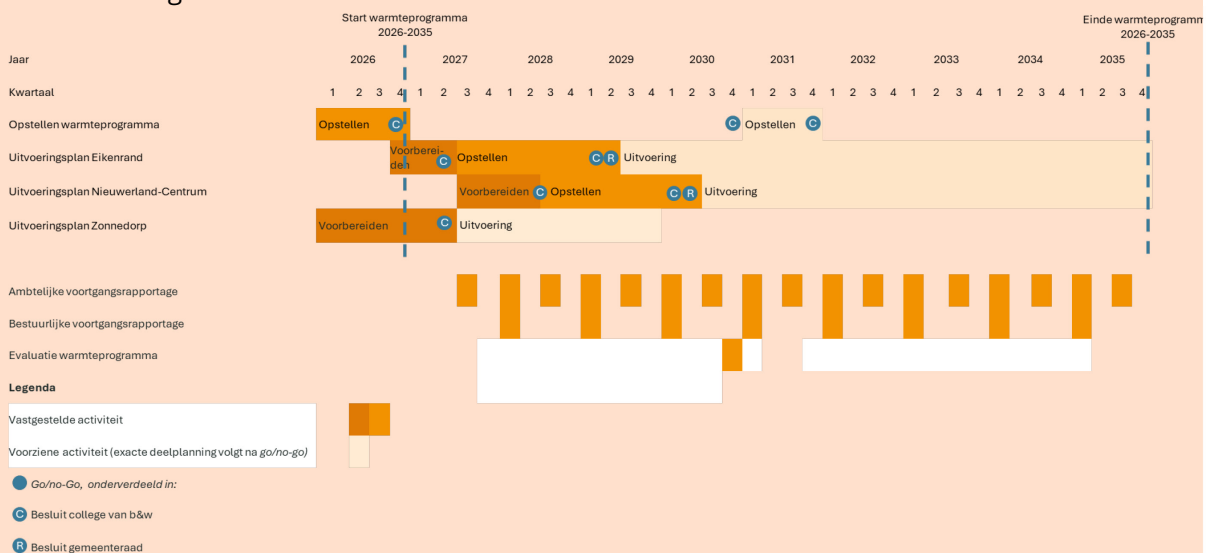 Start warmteprogramma
2026-2035
Einde warmteprogramm
2026-2035
Jaar 2026 2027 2028 2029 2030 2031 2032 2033 2034 2035
Kwartaal 1 2 3 4 1 2 3 4 1 2 3 4 1 2 3 4 1 2 3 4 1 2 3 4 1 2 3 4 1 2 3 4 1 2 3 4 1 2 3 4
Opstellen warmteprogramma Opstellen C C Opstellen C
Uitvoeringsplan Eikenrand Voorberei-
den C Opstellen C R Uitvoering
Uitvoeringsplan Nieuwerland-Centrum Voorbereiden C Opstellen C R Uitvoering
Uitvoeringsplan Zonnedorp Voorbereiden C Uitvoering
Ambtelijke voortgangsrapportage
Bestuurlijke voortgangsrapportage
Evaluatie warmteprogramma
Legenda
Vastgestelde activiteit
Voorziene activiteit (exacte deelplanning volgt na go/no-go)
Go/no-Go, onderverdeeld in:
C Besluit college van b&w
R Besluit gemeenteraad